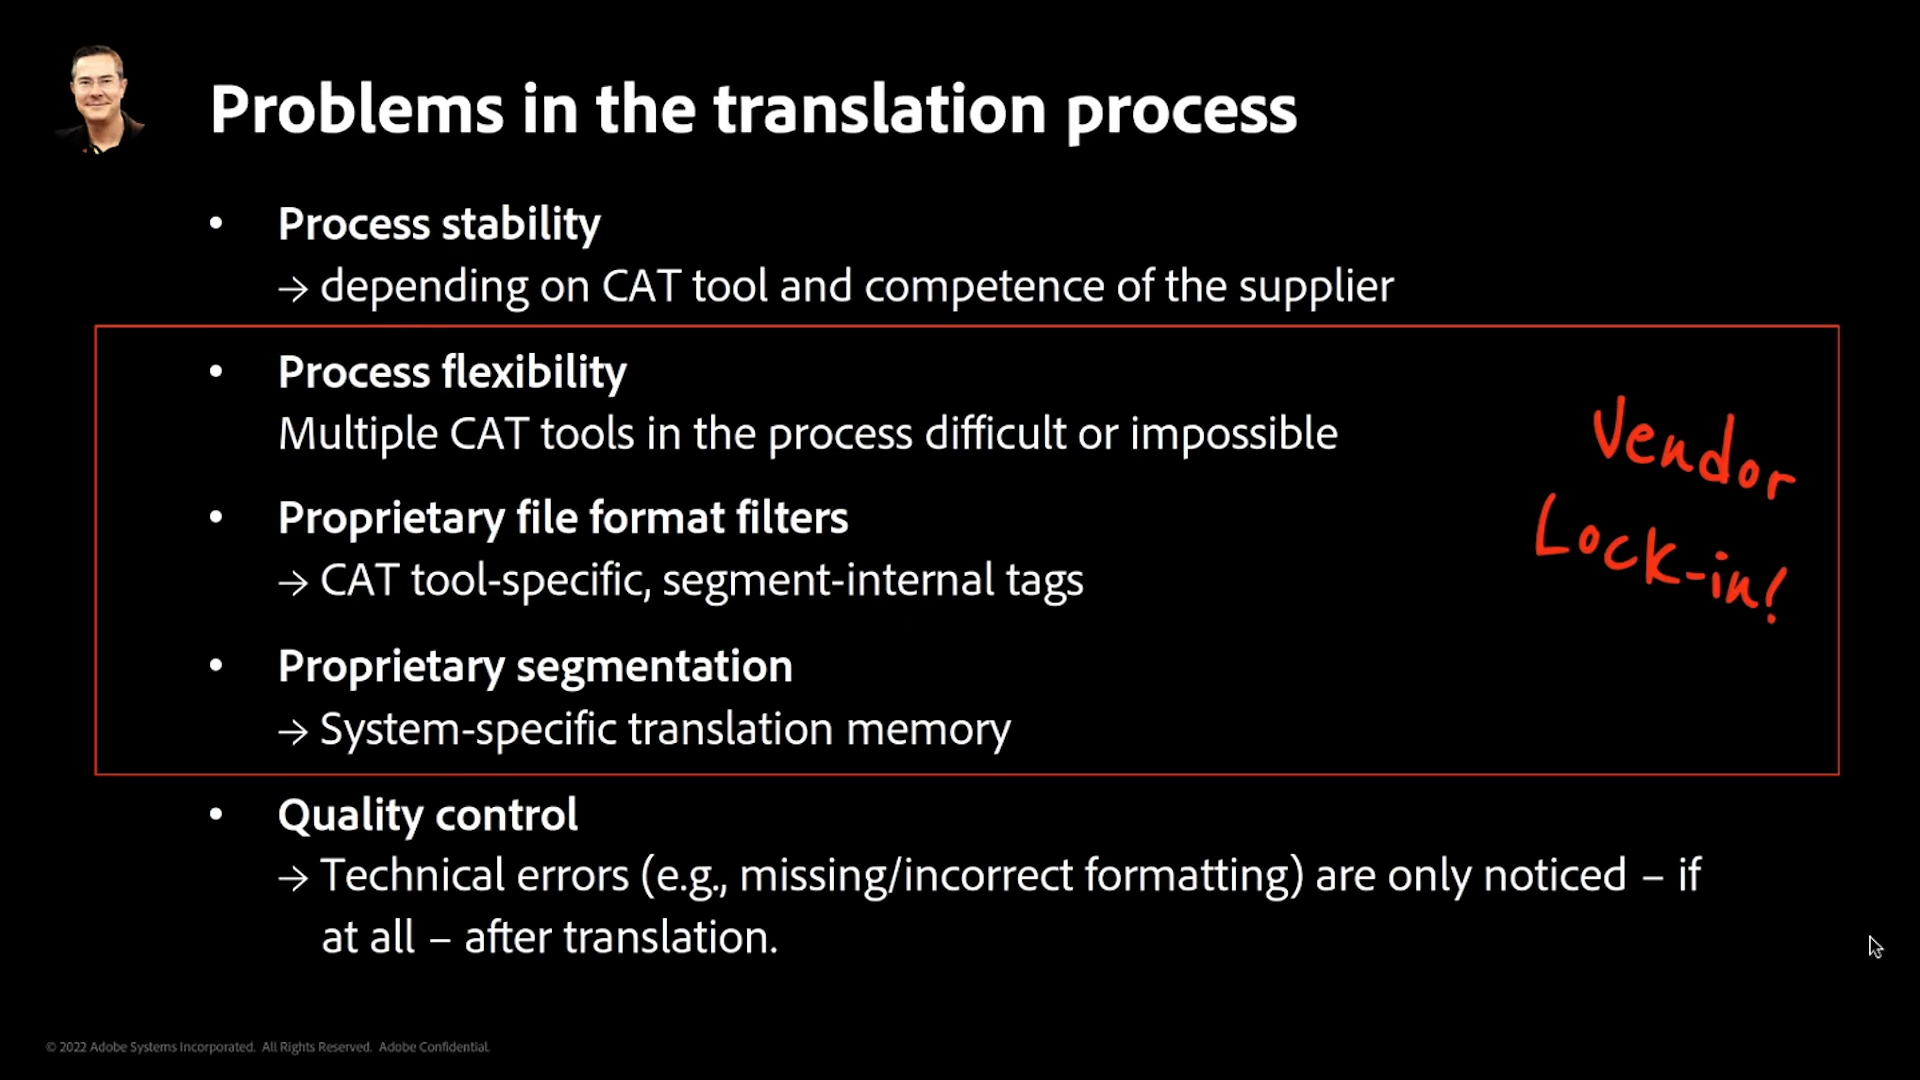 Problems in the translation process
• Process stability
→ depending on CAT tool and competence of the supplier
• Process flexibility
Multiple CAT tools in the process difficult or impossible
• Proprietary file format filters
→ CAT tool-specific, segment-internal tags
• Proprietary segmentation
→ System-specific translation memory
Vendor
Lock-in!
• Quality control
→ Technical errors (e.g., missing/incorrect formatting) are only noticed – if
at all – after translation.
© 2022 Adobe Systems Incorporated. All Rights Reserved. Adobe Confidential.